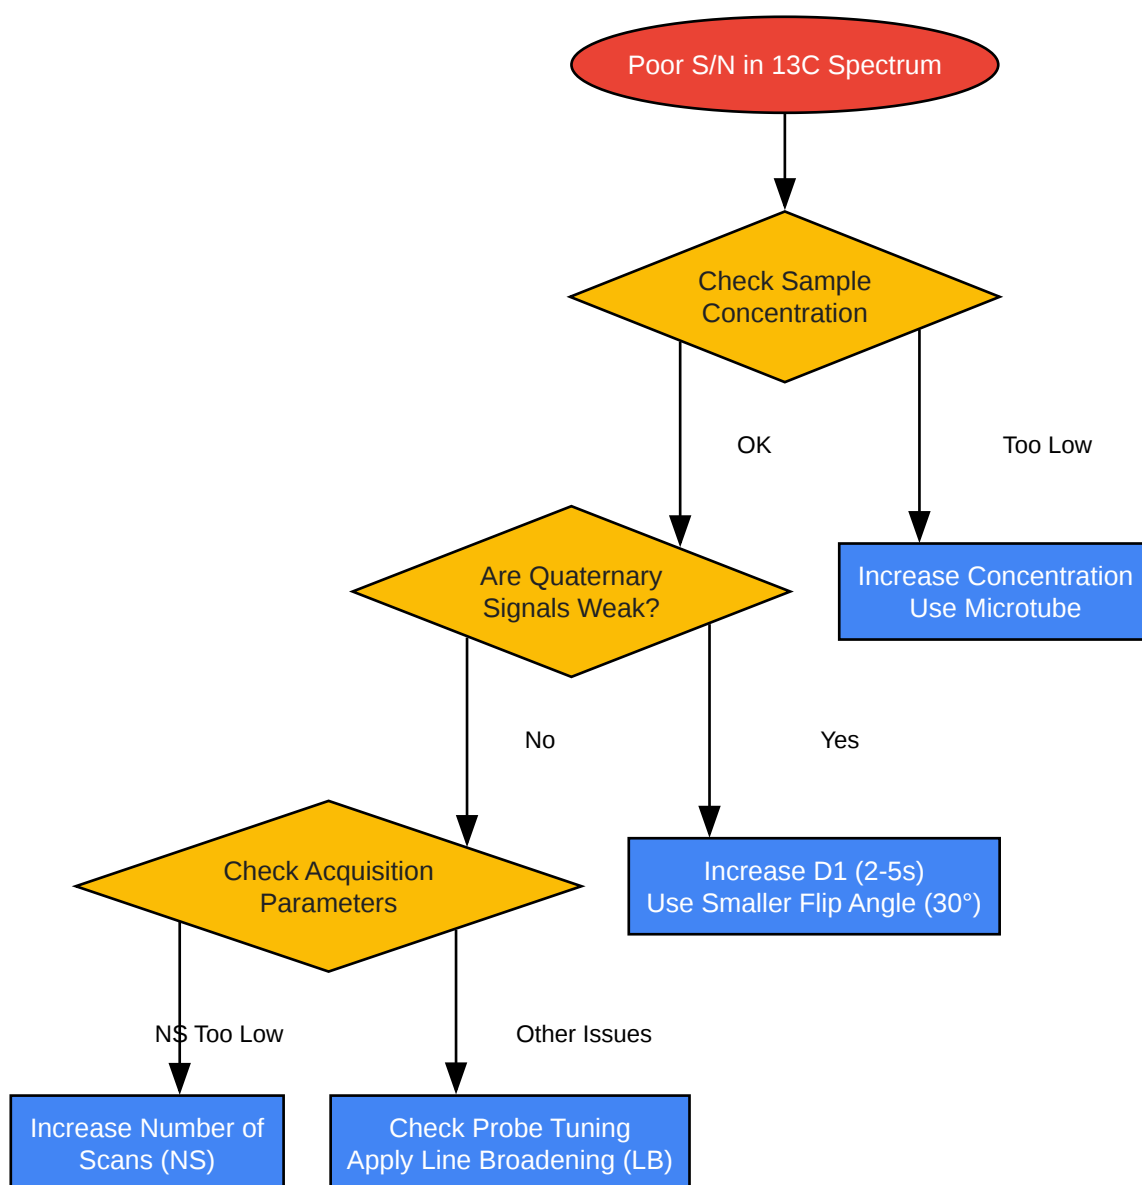 Poor S/N in 13C Spectrum
Check Sample
Concentration
OK
Too Low
Are Quaternary
Signals Weak?
Increase Concentration
Use Microtube
No
Yes
Check Acquisition
Parameters
Increase D1 (2-5s)
Use Smaller Flip Angle (30°)
NS Too Low
Other Issues
Increase Number of
Scans (NS)
Check Probe Tuning
Apply Line Broadening (LB)